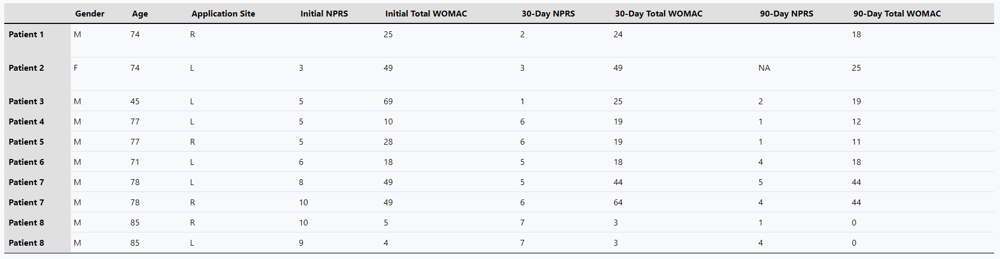 Gender Age Application Site Initial NPRS Initial Total WOMAC 30-Day NPRS 30-Day Total WOMAC 90-Day NPRS 90-Day Total WOMAC
Patient 1 M 74 R 25 2 24 18
Patient 2 F 74 L 3 49 3 49 NA 25
Patient 3 M 45 L 5 69 1 25 2 19
Patient 4 M 77 L 5 10 6 19 1 12
Patient 5 M 77 R 5 28 6 19 1 11
Patient 6 M 71 L 6 18 5 18 4 18
Patient 7 M 78 L 8 49 5 44 5 44
Patient 7 M 78 R 10 49 6 64 4 44
Patient 8 M 85 R 10 5 7 3 1 0
Patient 8 M 85 L 9 4 7 3 4 0